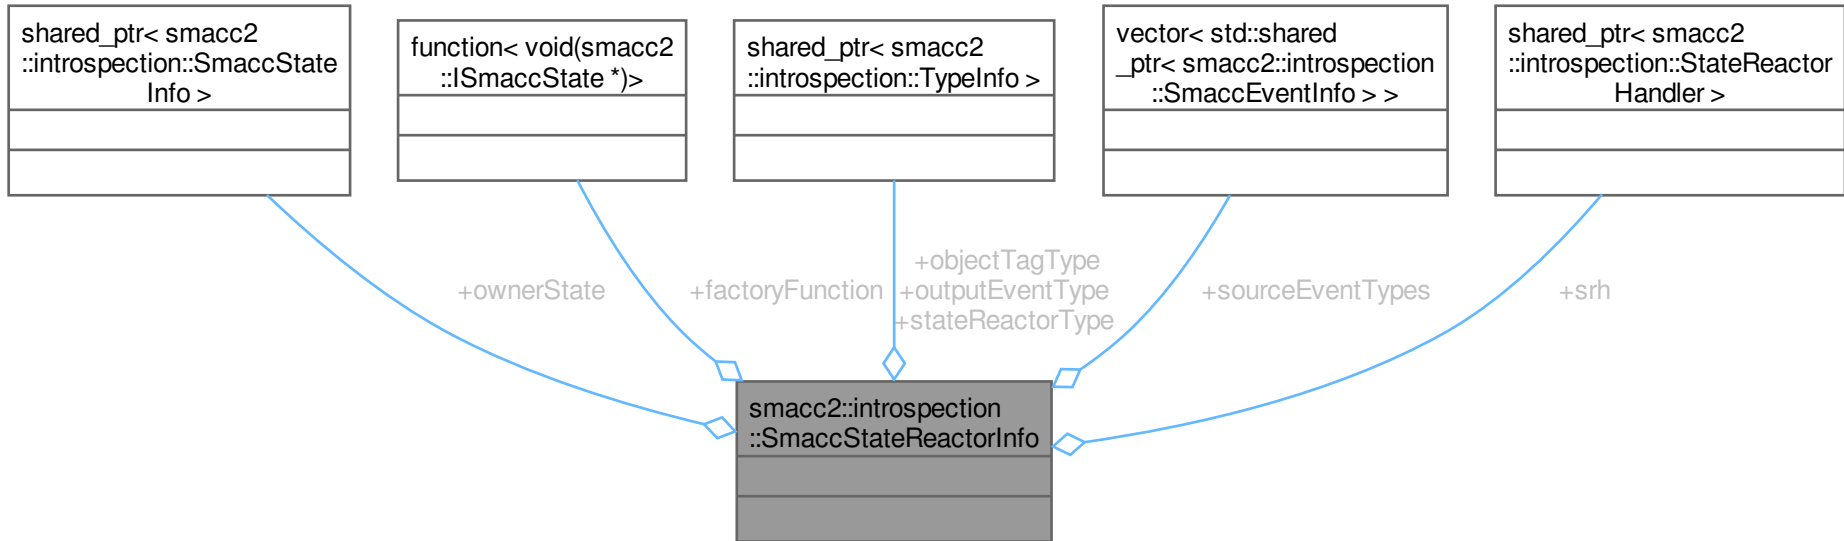 shared_ptr< smacc2
::introspection::SmaccState
Info >
function< void(smacc2
::ISmaccState *)>
shared_ptr< smacc2
::introspection::TypeInfo >
vector< std::shared
_ptr< smacc2::introspection
::SmaccEventInfo > >
shared_ptr< smacc2
::introspection::StateReactor
Handler >
+ownerState
+factoryFunction
+objectTagType
+outputEventType
+stateReactorType
+sourceEventTypes
+srh
smacc2::introspection
::SmaccStateReactorInfo